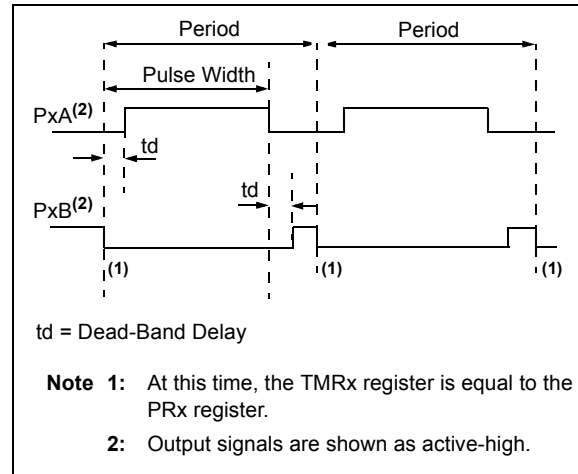 Period Period
Pulse Width
PxA(2)
td
td
PxB(2)
(1) (1) (1)
td = Dead-Band Delay
Note 1: At this time, the TMRx register is equal to the
PRx register.
2: Output signals are shown as active-high.